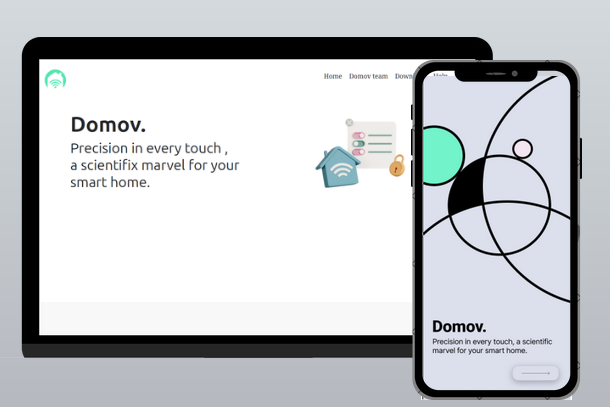 Home Domov team Down Help
Domov.
Precision in every touch ,
a scientifix marvel for your
smart home.
Domov.
Precision in every touch, a scientific
marvel for your smart home.